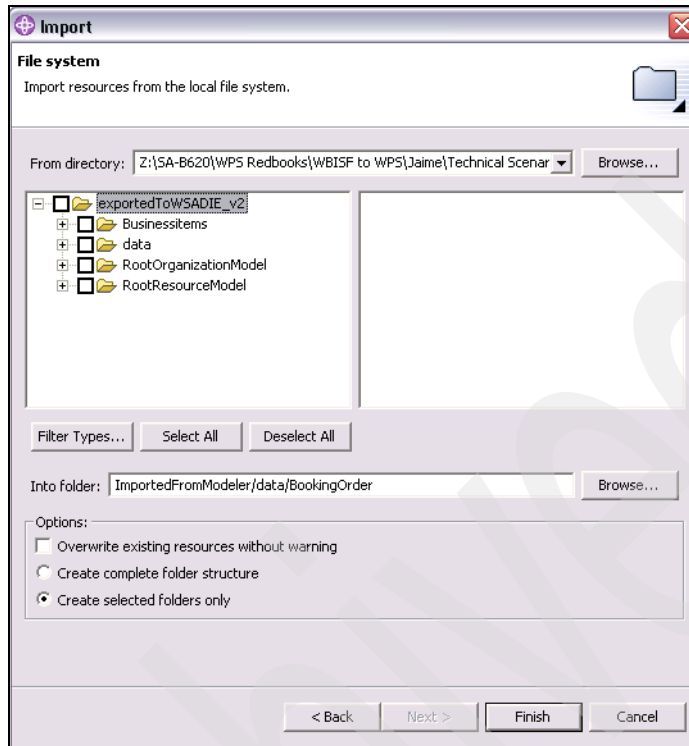 Import
File system
Import resources from the local file system.
From directory: Z:\SA-B620\WPS Redbooks\WBISF to WPS\Jaime\Technical Scenar Browse...
exportedToWSADIE_v2
Businessitems
data
RootOrganizationModel
RootResourceModel
Filter Types... Select All Deselect All
Into folder: ImportedFromModeler/data/BookingOrder Browse...
Options:
Overwrite existing resources without warning
Create complete folder structure
Create selected folders only
< Back Next > Finish Cancel